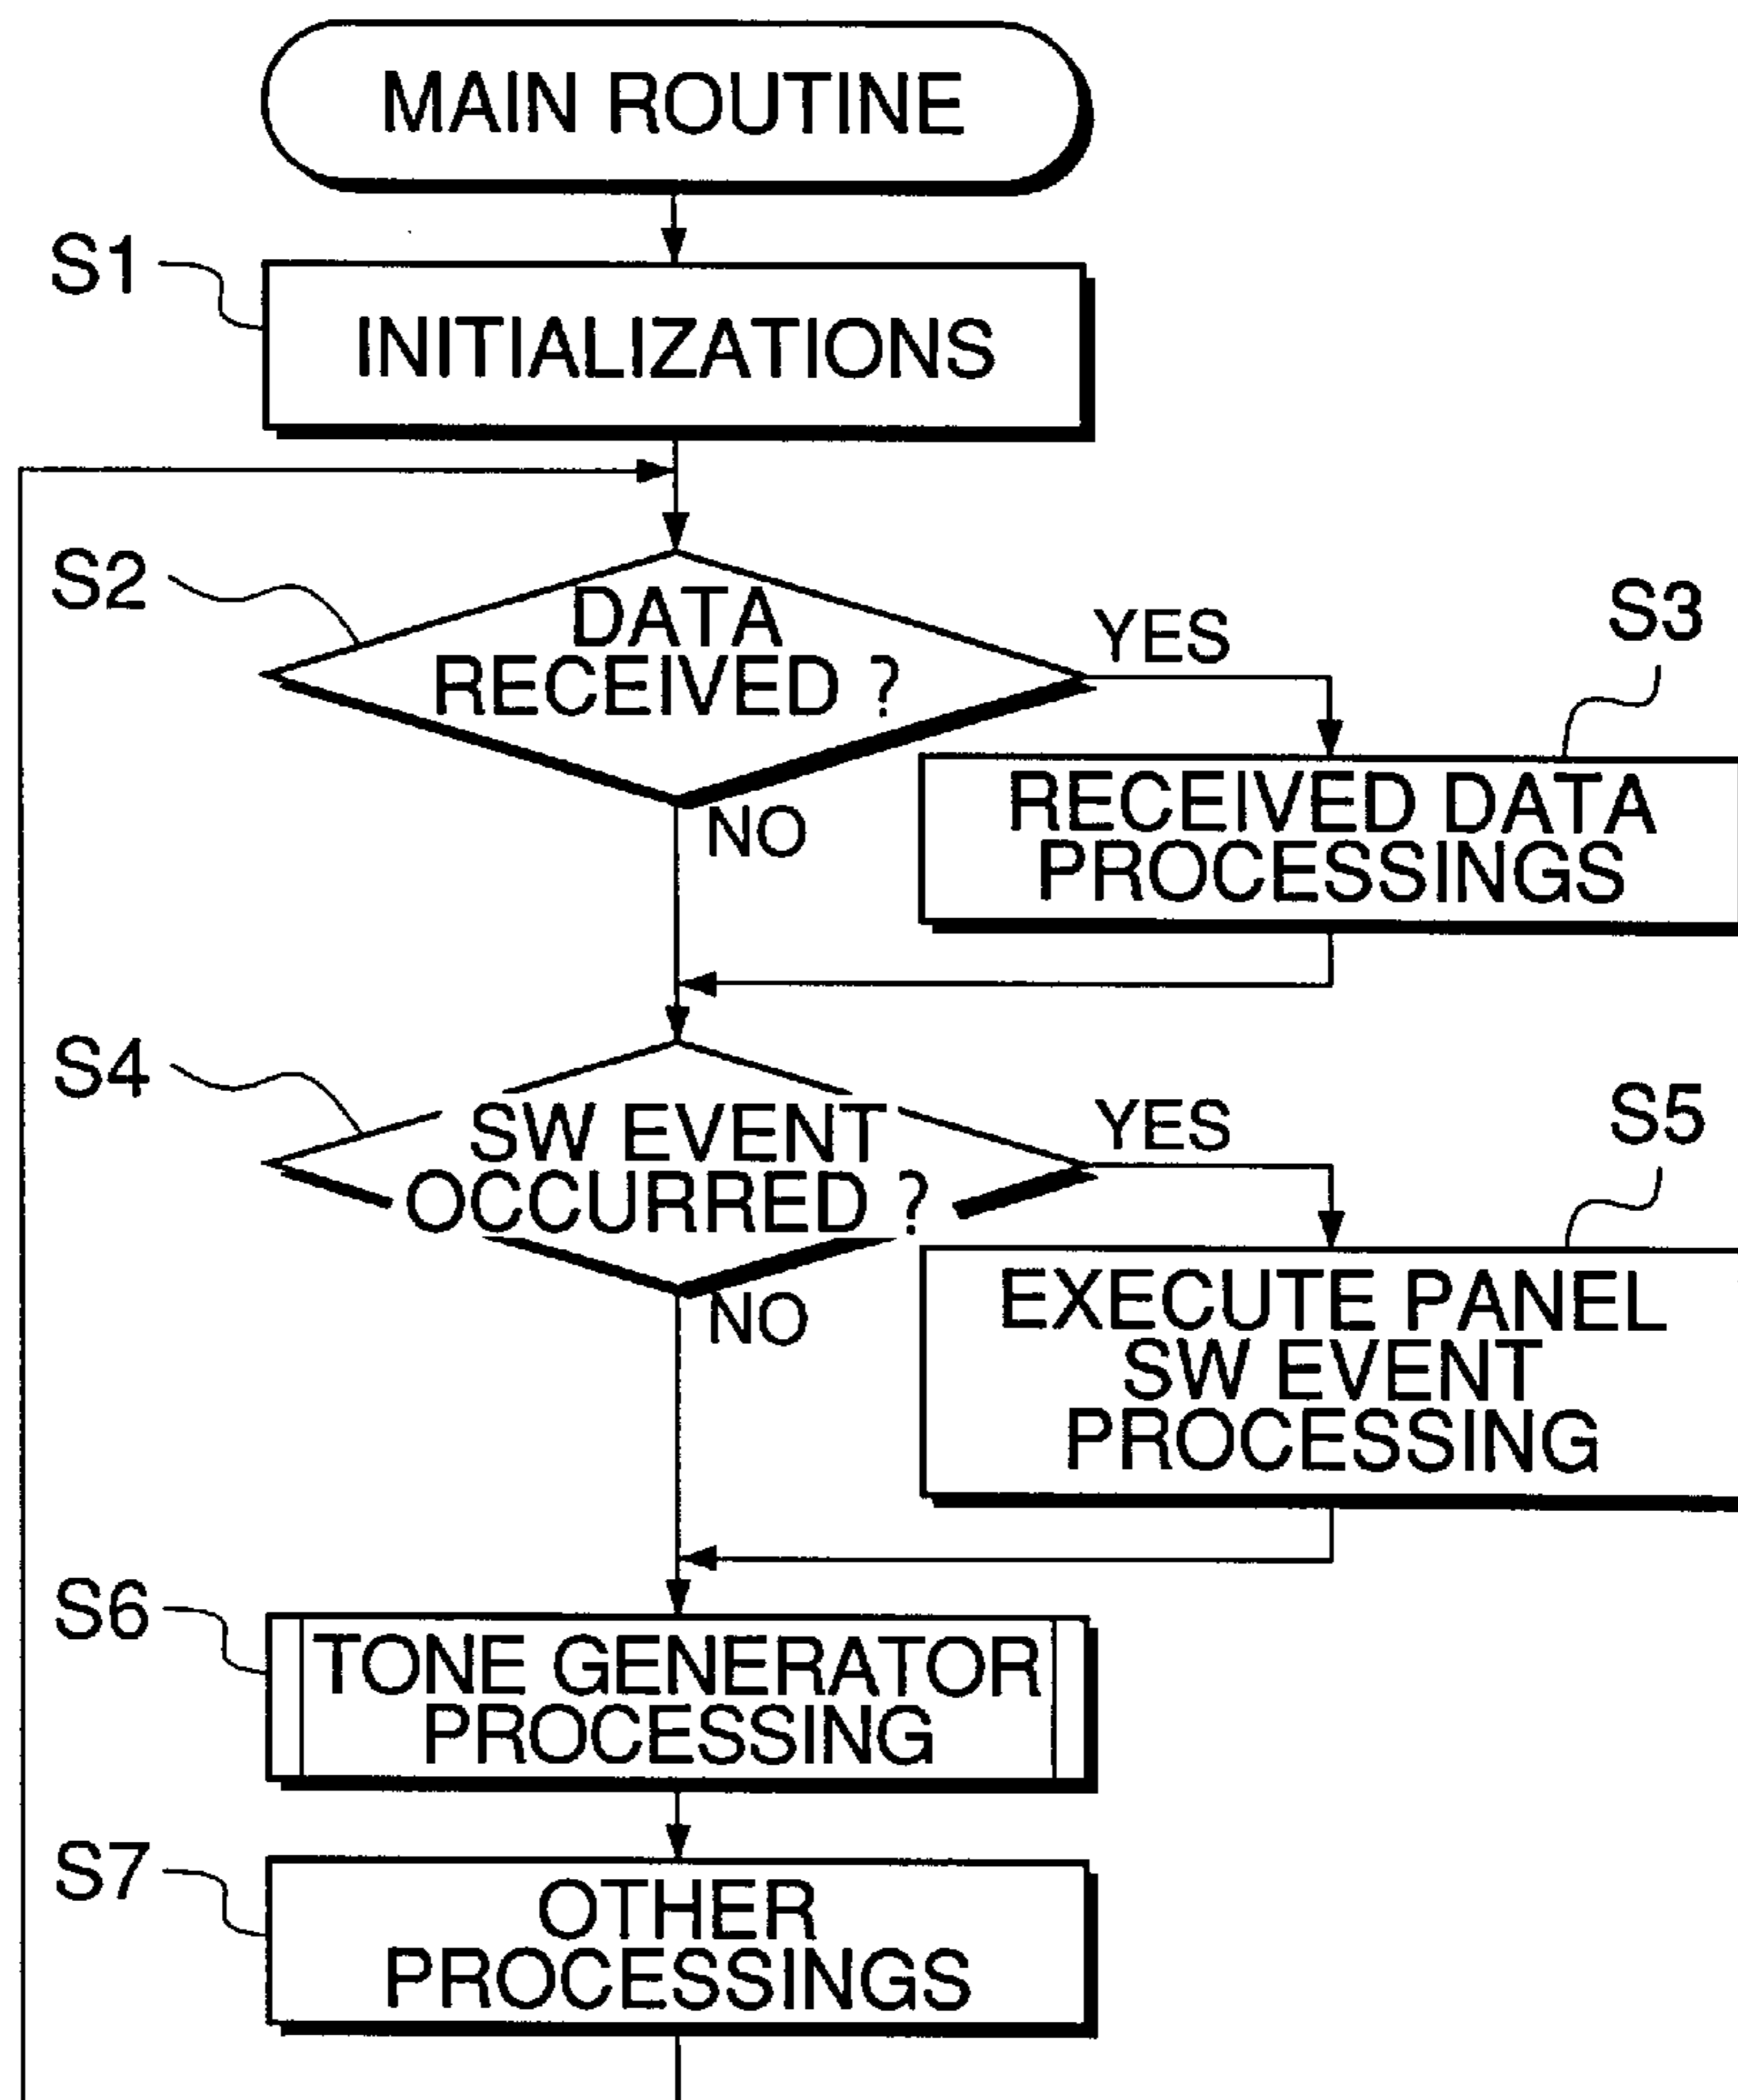 MAIN ROUTINE
S1
INITIALIZATIONS
S2
DATA
RECEIVED ?
YES
NO
S3
RECEIVED DATA
PROCESSINGS
S4
SW EVENT
OCCURRED ?
YES
NO
S5
EXECUTE PANEL
SW EVENT
PROCESSING
S6
TONE GENERATOR
PROCESSING
S7
OTHER
PROCESSINGS